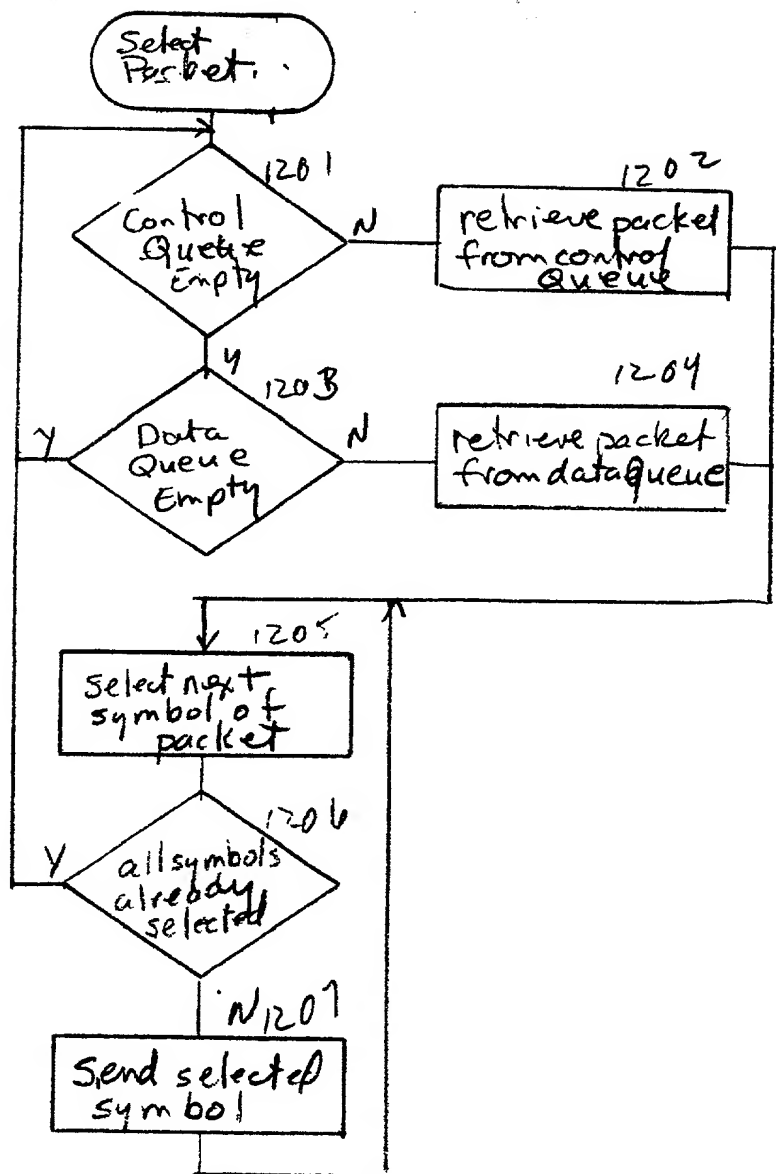 Select
Packet
1201
Control
Queue
Empty
N
1202
retrieve packet
from control
Queue
Y
1203
Data
Queue
Empty
Y
N
1204
retrieve packet
from data Queue
1205
select next
symbol of
packet
1206
all symbols
already
selected
Y
N
1207
Send selected
symbol